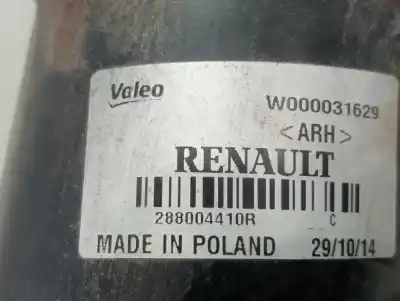 Valeo
W000031629
<ARH>
RENAULT
288004410R
C
MADE IN POLAND 29/10/14